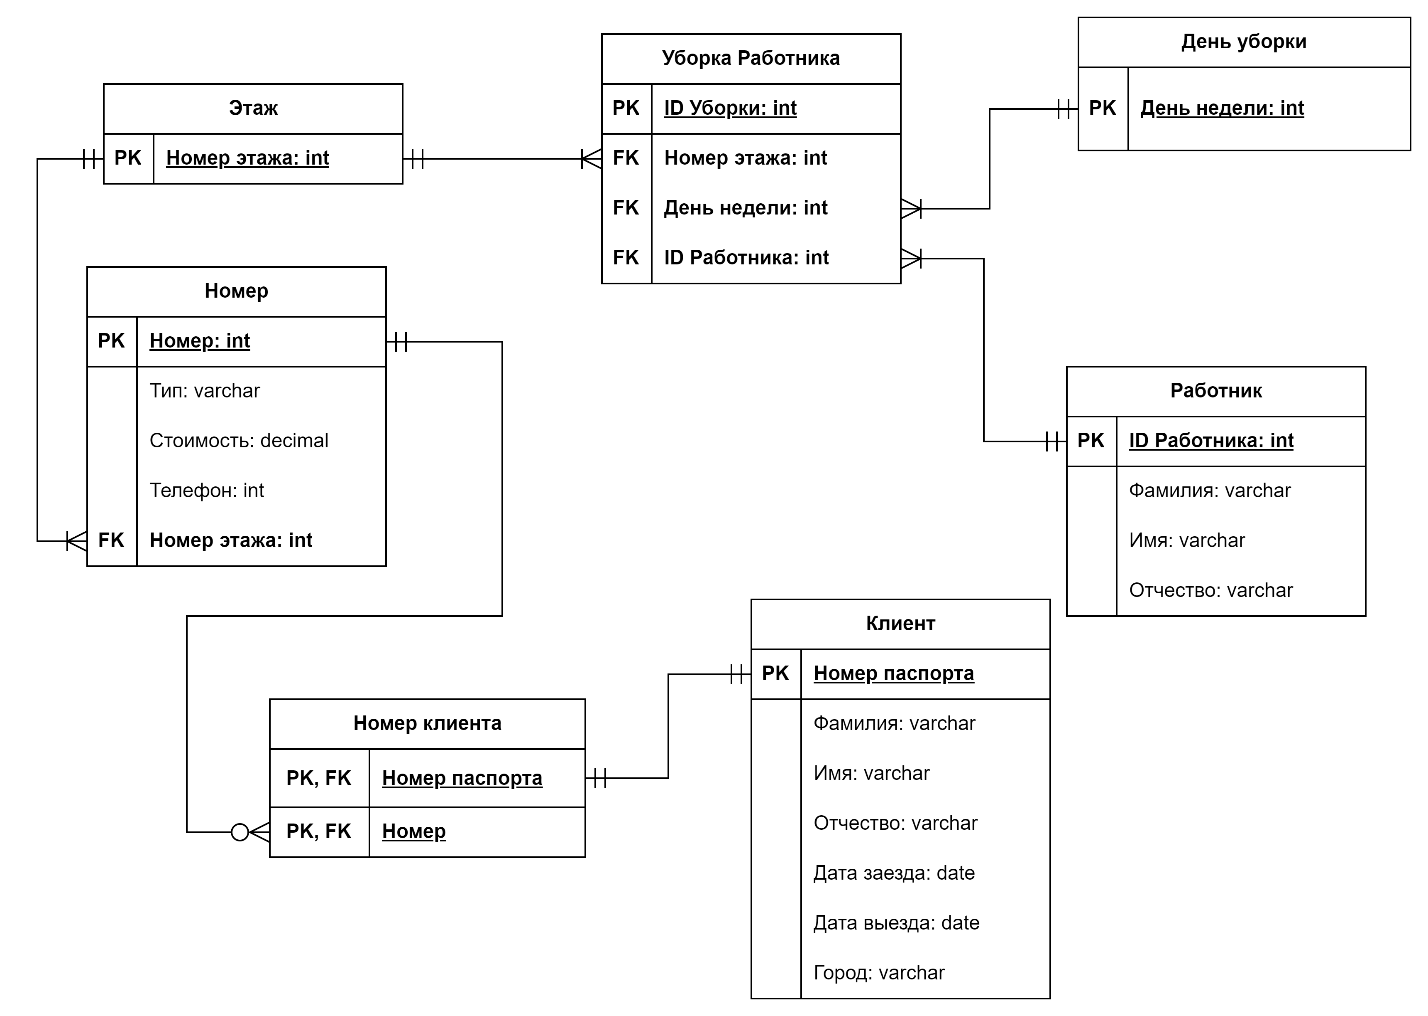 Этаж
PK Номер этажа: int
Уборка Работника
PK ID Уборки: int
FK Номер этажа: int
FK День недели: int
FK ID Работника: int
День уборки
PK День недели: int
Номер
PK Номер: int
Тип: varchar
Стоимость: decimal
Телефон: int
FK Номер этажа: int
Работник
PK ID Работника: int
Фамилия: varchar
Имя: varchar
Отчество: varchar
Номер клиента
PK, FK Номер паспорта
PK, FK Номер
Клиент
PK Номер паспорта
Фамилия: varchar
Имя: varchar
Отчество: varchar
Дата заезда: date
Дата выезда: date
Город: varchar